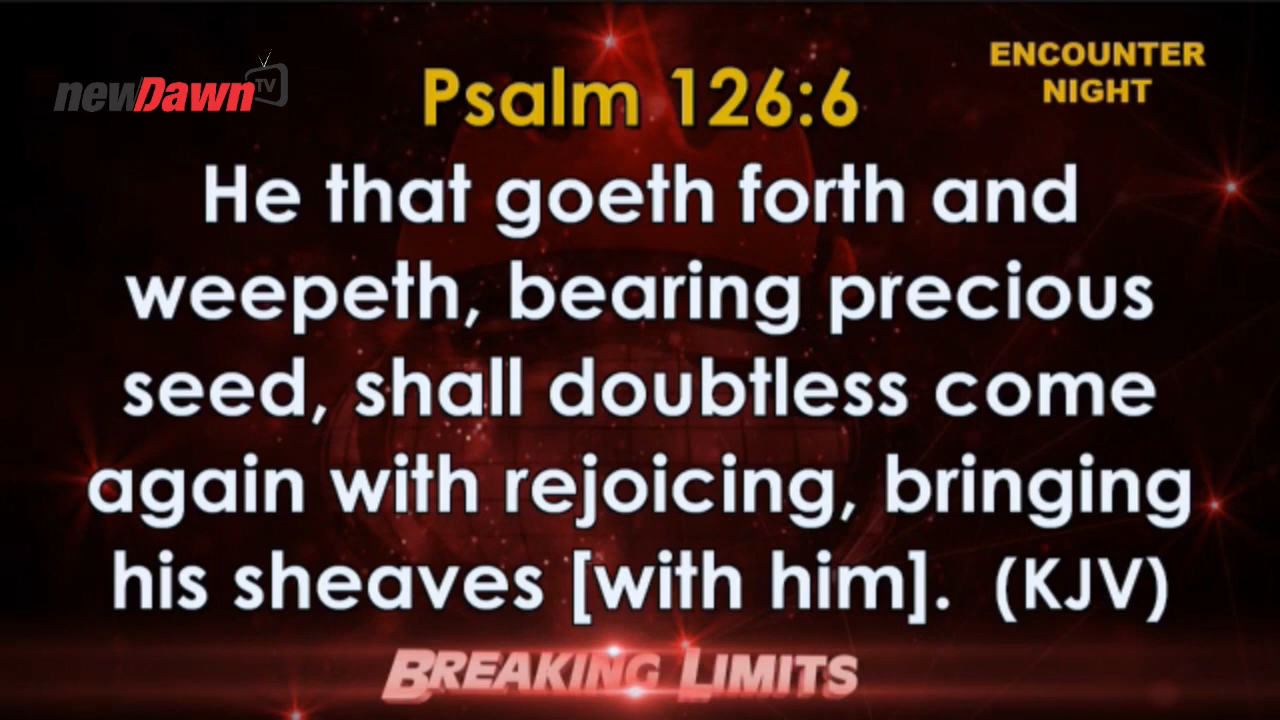 newDawn TV
ENCOUNTER
NIGHT
Psalm 126:6
He that goeth forth and
weepeth, bearing precious
seed, shall doubtless come
again with rejoicing, bringing
his sheaves [with him]. (KJV)
BREAKING LIMITS